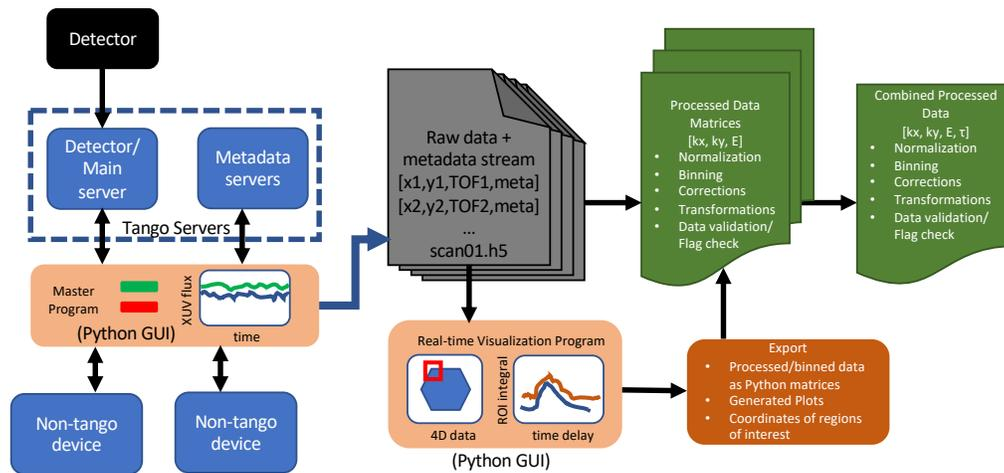 Detector
Detector/
Main
server
Metadata
servers
Tango Servers
Master
Program
(Python GUI)
XUV flux
time
Non-tango
device
Non-tango
device
Raw data +
metadata stream
[x1,y1,TOF1,meta]
[x2,y2,TOF2,meta]
...
scan01.h5
Real-time Visualization Program
4D data
ROI integral
time delay
(Python GUI)
Processed Data
Matrices
[kx, ky, E]
• Normalization
• Binning
• Corrections
• Transformations
• Data validation/
Flag check
Combined Processed
Data
[kx, ky, E, τ]
• Normalization
• Binning
• Corrections
• Transformations
• Data validation/
Flag check
Export
• Processed/binned data
as Python matrices
• Generated Plots
• Coordinates of regions
of interest